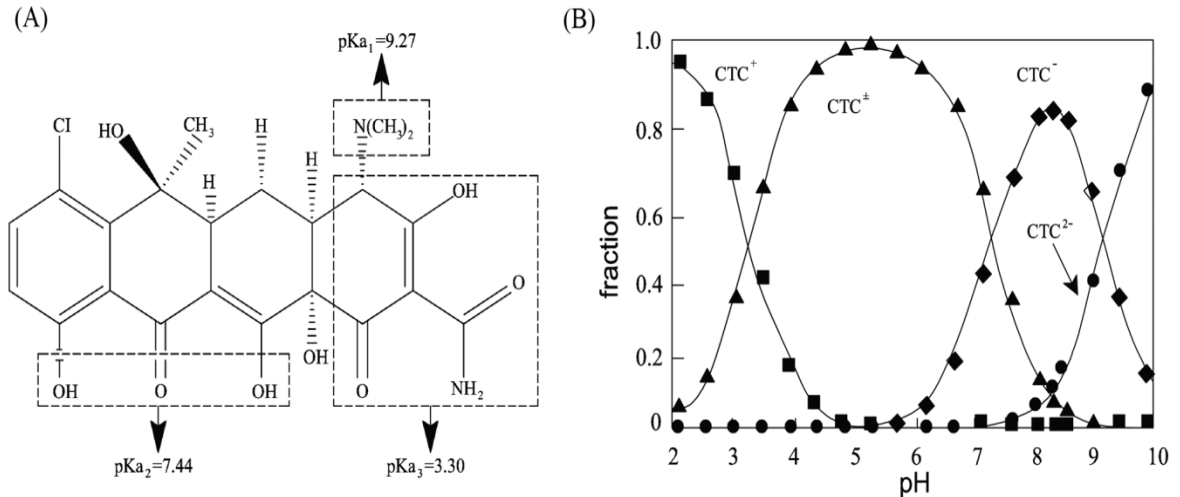 (A)
pKa₁=9.27
Cl
HO
CH₃
H
H
H
N(CH₃)₂
OH
O
OH
O
OH
OH
O
NH₂
pKa₂=7.44
pKa₃=3.30
(B)
fraction
1.0
0.8
0.6
0.4
0.2
0
CTC⁺
CTC±
CTC⁻
CTC²⁻
2 3 4 5 6 7 8 9 10
pH